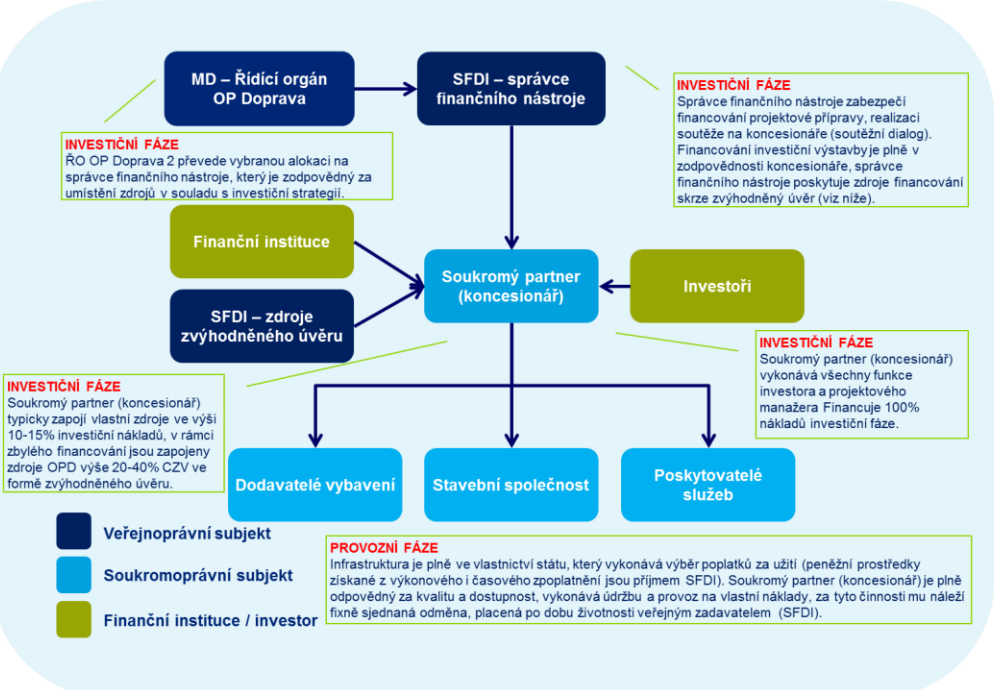 MD – Řídící orgán
OP Doprava
SFDI – správce
finančního nástroje
INVESTIČNÍ FÁZE
Správce finančního nástroje zabezpečí
financování projektové přípravy, realizaci
soutěže na koncesionáře (soutěžní dialog).
Financování investiční výstavby je plně v
zodpovědnosti koncesionáře, správce
finančního nástroje poskytuje zdroje financování
skrze zvýhodněný úvěr (viz níže).
INVESTIČNÍ FÁZE
ŘO OP Doprava 2 převede vybranou alokaci na
správce finančního nástroje, který je zodpovědný za
umístění zdrojů v souladu s investiční strategií.
Finanční instituce
Soukromý partner
(koncesionář)
Investoři
SFDI – zdroje
zvýhodněného úvěru
INVESTIČNÍ FÁZE
Soukromý partner (koncesionář)
vykonává všechny funkce
investora a projektového
manažera Financuje 100%
nákladů investiční fáze.
INVESTIČNÍ FÁZE
Soukromý partner (koncesionář)
typicky zapojí vlastní zdroje ve výši
10-15% investiční nákladů, v rámci
zbylého financování jsou zapojeny
zdroje OPD výše 20-40% CZV ve
formě zvýhodněného úvěru.
Dodavatelé vybavení
Stavební společnost
Poskytovatelé
služeb
Veřejnoprávní subjekt
Soukromoprávní subjekt
Finanční instituce / investor
PROVOZNÍ FÁZE
Infrastruktura je plně ve vlastnictví státu, který vykonává výběr poplatků za užití (peněžní prostředky
získané z výkonového i časového zpoplatnění jsou příjmem SFDI). Soukromý partner (koncesionář) je plně
odpovědný za kvalitu a dostupnost, vykonává údržbu a provoz na vlastní náklady, za tyto činnosti mu náleží
fixně sjednaná odměna, placená po dobu životnosti veřejným zadavatelem (SFDI).